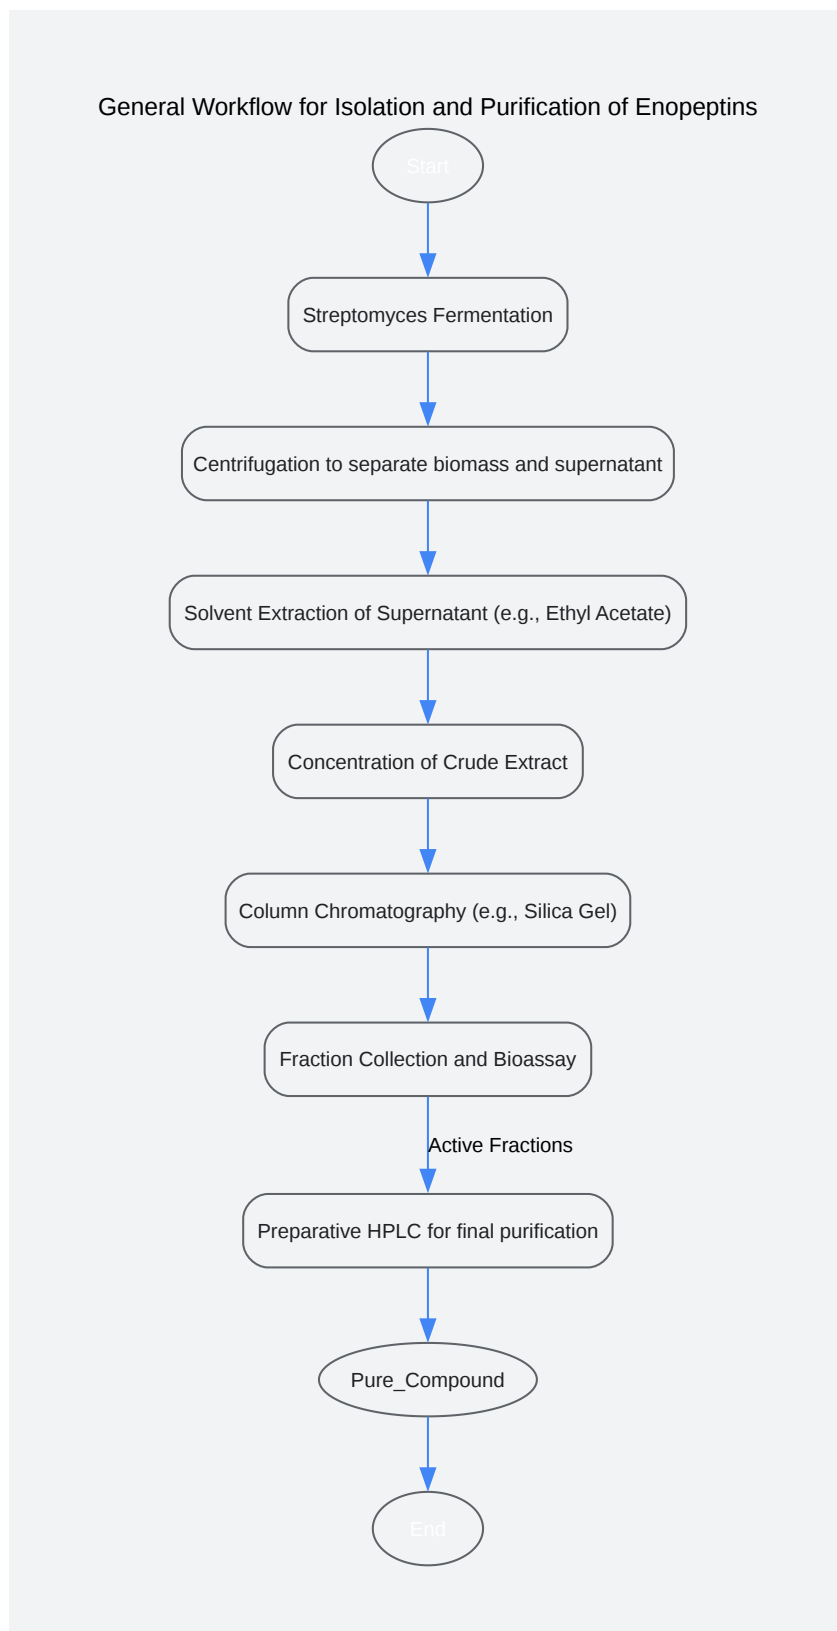 General Workflow for Isolation and Purification of Enopeptins
Start
Streptomyces Fermentation
Centrifugation to separate biomass and supernatant
Solvent Extraction of Supernatant (e.g., Ethyl Acetate)
Concentration of Crude Extract
Column Chromatography (e.g., Silica Gel)
Fraction Collection and Bioassay
Active Fractions
Preparative HPLC for final purification
Pure_Compound
End